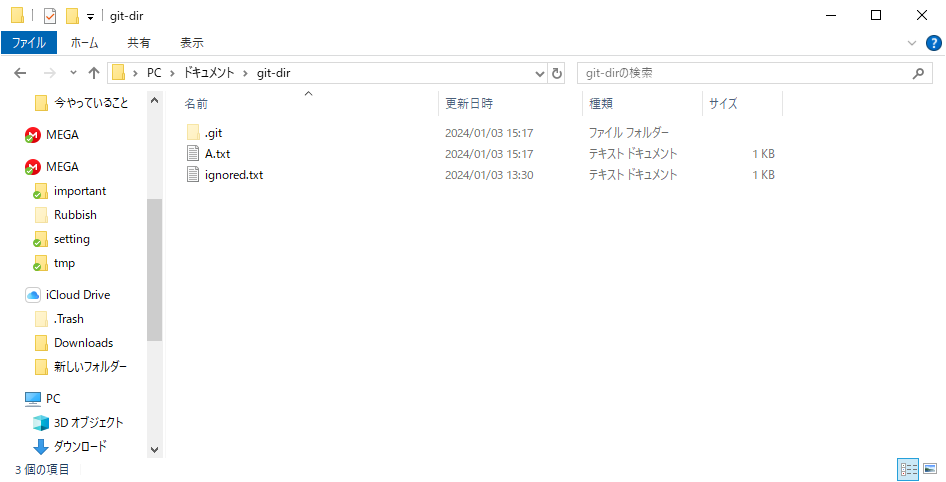 git-dir
ファイル ホーム 共有 表示
PC ドキュメント git-dir git-dirの検索
今やっていること
MEGA
MEGA
important
Rubbish
setting
tmp
iCloud Drive
.Trash
Downloads
新しいフォルダー
PC
3D オブジェクト
ダウンロード
名前 更新日時 種類 サイズ
.git 2024/01/03 15:17 ファイル フォルダー
A.txt 2024/01/03 15:17 テキスト ドキュメント 1 KB
ignored.txt 2024/01/03 13:30 テキスト ドキュメント 1 KB
3 個の項目